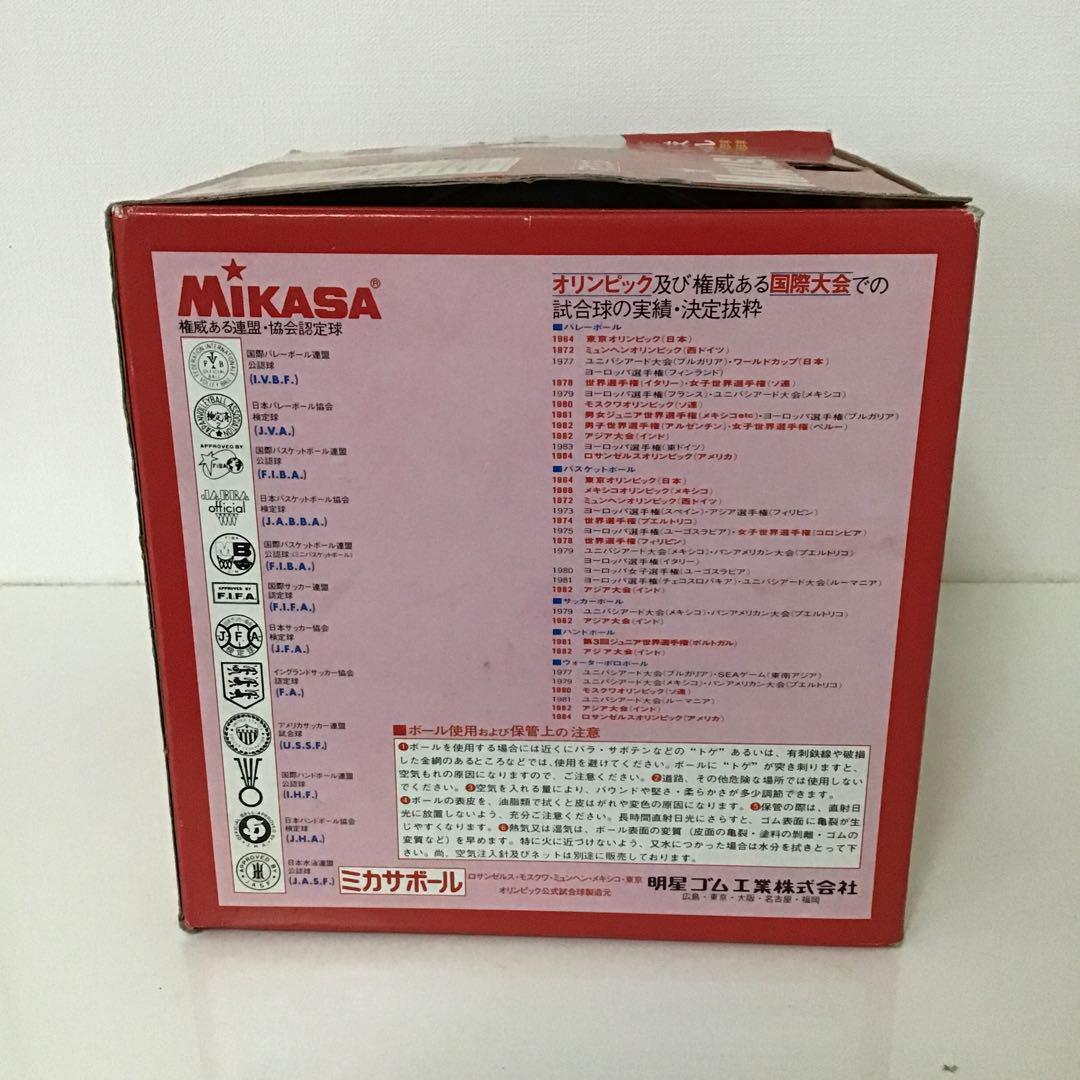 MIKASA®
権威ある連盟・協会認定球
国際バレーボール連盟
公認球
(I.V.B.F.)
日本バレーボール協会
検定球
(J.V.A.)
APPROVED BY
FIBA
国際バスケットボール連盟
公認球
(F.I.B.A.)
JABBA
official
日本バスケットボール協会
検定球
(J.A.B.B.A.)
MB
国際バスケットボール連盟
公認球(ミニバスケットボール)
(F.I.B.A.)
APPROVED BY
F.I.F.A.
国際サッカー連盟
認定球
(F.I.F.A.)
JFA
日本サッカー協会
検定球
(J.F.A.)
イングランドサッカー協会
認定球
(F.A.)
アメリカサッカー連盟
試合球
(U.S.S.F.)
国際ハンドボール連盟
公認球
(I.H.F.)
日本ハンドボール協会
検定球
(J.H.A.)
APPROVED BY
J.A.S.F.
日本水泳連盟
公認球
(J.A.S.F.)
オリンピック及び権威ある国際大会での
試合球の実績・決定抜粋
■バレーボール
1964 東京オリンピック(日本)
1972 ミュンヘンオリンピック(西ドイツ)
1977 ユニバシアード大会(ブルガリア)・ワールドカップ(日本)
ヨーロッパ選手権(フィンランド)
1978 世界選手権(イタリー)・女子世界選手権(ソ連)
1979 ヨーロッパ選手権(フランス)・ユニバシアード大会(メキシコ)
1980 モスクワオリンピック(ソ連)
1981 男女ジュニア世界選手権(メキシコetc)・ヨーロッパ選手権(ブルガリア)
1982 男子世界選手権(アルゼンチン)・女子世界選手権(ペルー)
1982 アジア大会(インド)
1983 ヨーロッパ選手権(東ドイツ)
1984 ロサンゼルスオリンピック(アメリカ)
■バスケットボール
1964 東京オリンピック(日本)
1968 メキシコオリンピック(メキシコ)
1972 ミュンヘンオリンピック(西ドイツ)
1973 ヨーロッパ選手権(スペイン)・アジア選手権(フィリピン)
1974 世界選手権(プエルトリコ)
1975 ヨーロッパ選手権(ユーゴスラビア)・女子世界選手権(コロンビア)
1978 世界選手権(フィリピン)
1979 ユニバシアード大会(メキシコ)・パンアメリカン大会(プエルトリコ)
ヨーロッパ選手権(イタリー)
1980 ヨーロッパ女子選手権(ユーゴスラビア)
1981 ヨーロッパ選手権(チェコスロバキア)・ユニバシアード大会(ルーマニア)
1982 アジア大会(インド)
■サッカーボール
1979 ユニバシアード大会(メキシコ)・パンアメリカン大会(プエルトリコ)
1982 アジア大会(インド)
■ハンドボール
1981 第3回ジュニア世界選手権(ポルトガル)
1982 アジア大会(インド)
■ウォーターポロボール
1977 ユニバシアード大会(ブルガリア)・SEAゲーム(東南アジア)
1979 ユニバシアード大会(メキシコ)・パンアメリカン大会(プエルトリコ)
1980 モスクワオリンピック(ソ連)
1981 ユニバシアード大会(ルーマニア)
1982 アジア大会(インド)
1984 ロサンゼルスオリンピック(アメリカ)
■ボール使用および保管上の注意
❶ボールを使用する場合には近くにバラ・サボテンなどの“トゲ”あるいは、有刺鉄線や破損
した金網のあるところなどでは、使用を避けてください。ボールに“トゲ”が突き刺りますと、
空気もれの原因になりますので、ご注意ください。❷道路、その他危険な場所では使用しない
でください。❸空気を入れる量により、バウンドや堅さ・柔らかさが多少調節できます。
❹ボールの表皮を、油脂類で拭くと皮はがれや変色の原因になります。❺保管の際は、直射日
光に放置しないよう、充分ご注意ください。長時間直射日光にさらすと、ゴム表面に亀裂が生
じやすくなります。❻熱気又は湿気は、ボール表面の変質(皮面の亀裂・塗料の剝離・ゴムの
変質など)を早めます。特に火に近づけないよう、又水につかった場合は水分を拭きとって下
さい。尚、空気注入針及びネットは別途に販売しております。
ミカサボール
ロサンゼルス・モスクワ・ミュンヘン・メキシコ・東京
オリンピック公式試合球製造元
明星ゴム工業株式会社
広島・東京・大阪・名古屋・福岡